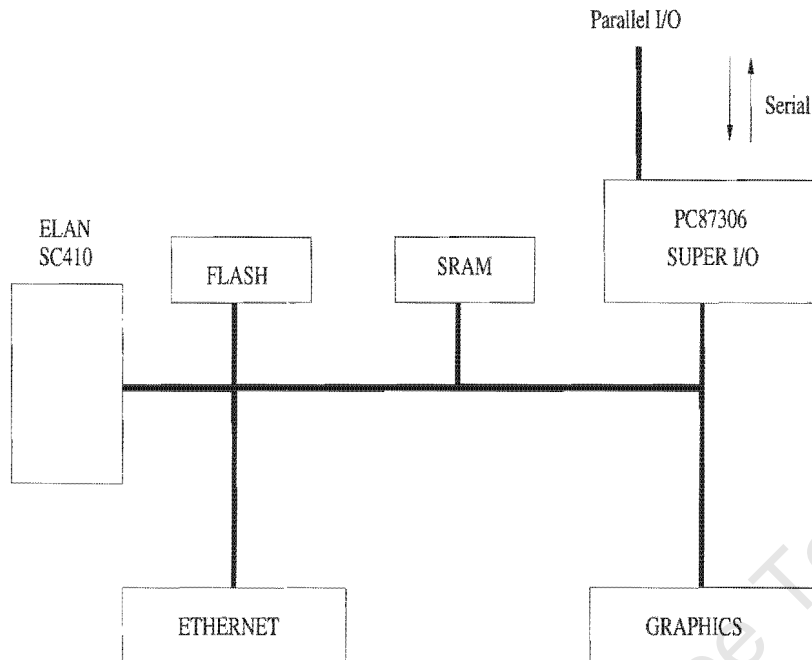 Parallel I/O
Serial
PC87306
SUPER I/O
ELAN
SC410
FLASH
SRAM
ETHERNET
GRAPHICS